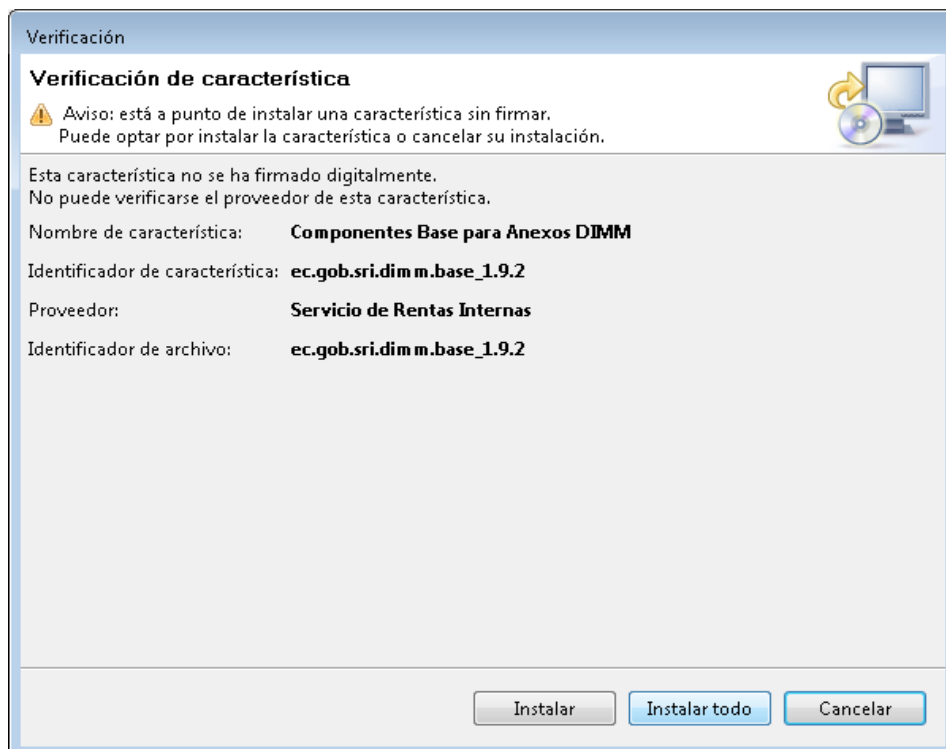 Verificación
Verificación de característica
Aviso: está a punto de instalar una característica sin firmar.
Puede optar por instalar la característica o cancelar su instalación.
Esta característica no se ha firmado digitalmente.
No puede verificarse el proveedor de esta característica.
Nombre de característica: Componentes Base para Anexos DIMM
Identificador de característica: ec.gob.sri.dimm.base_1.9.2
Proveedor: Servicio de Rentas Internas
Identificador de archivo: ec.gob.sri.dimm.base_1.9.2
Instalar Instalar todo Cancelar